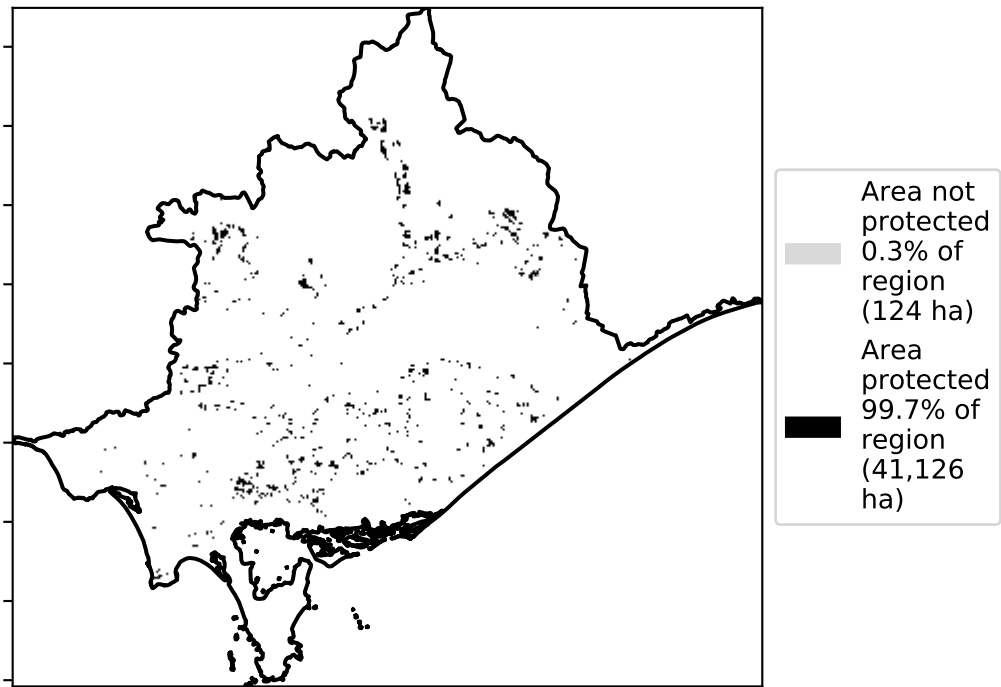 Area not
protected
0.3% of
region
(124 ha)
Area
protected
99.7% of
region
(41,126
ha)